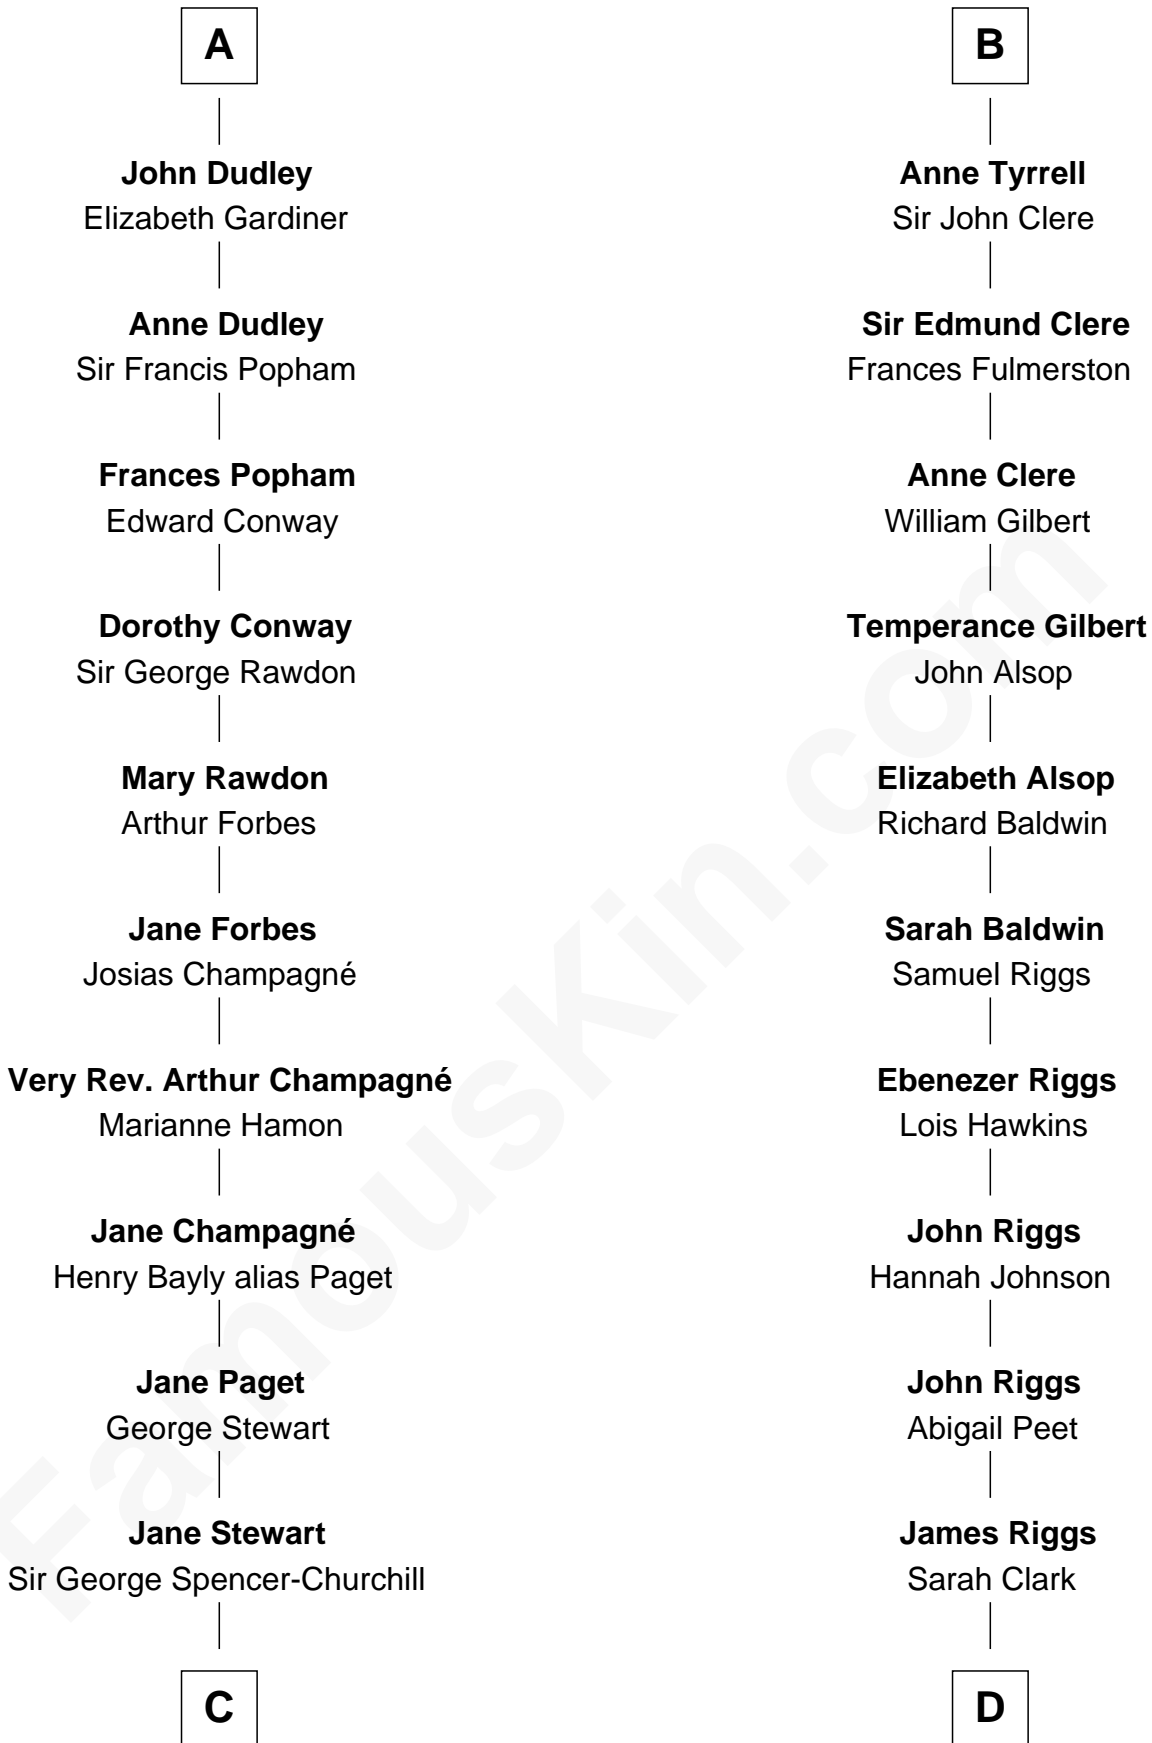 A
John Dudley
Elizabeth Gardiner
Anne Dudley
Sir Francis Popham
Frances Popham
Edward Conway
Dorothy Conway
Sir George Rawdon
Mary Rawdon
Arthur Forbes
Jane Forbes
Josias Champagné
Very Rev. Arthur Champagné
Marianne Hamon
Jane Champagné
Henry Bayly alias Paget
Jane Paget
George Stewart
Jane Stewart
Sir George Spencer-Churchill
C
B
Anne Tyrrell
Sir John Clere
Sir Edmund Clere
Frances Fulmerston
Anne Clere
William Gilbert
Temperance Gilbert
John Alsop
Elizabeth Alsop
Richard Baldwin
Sarah Baldwin
Samuel Riggs
Ebenezer Riggs
Lois Hawkins
John Riggs
Hannah Johnson
John Riggs
Abigail Peet
James Riggs
Sarah Clark
D
FamousKin.com